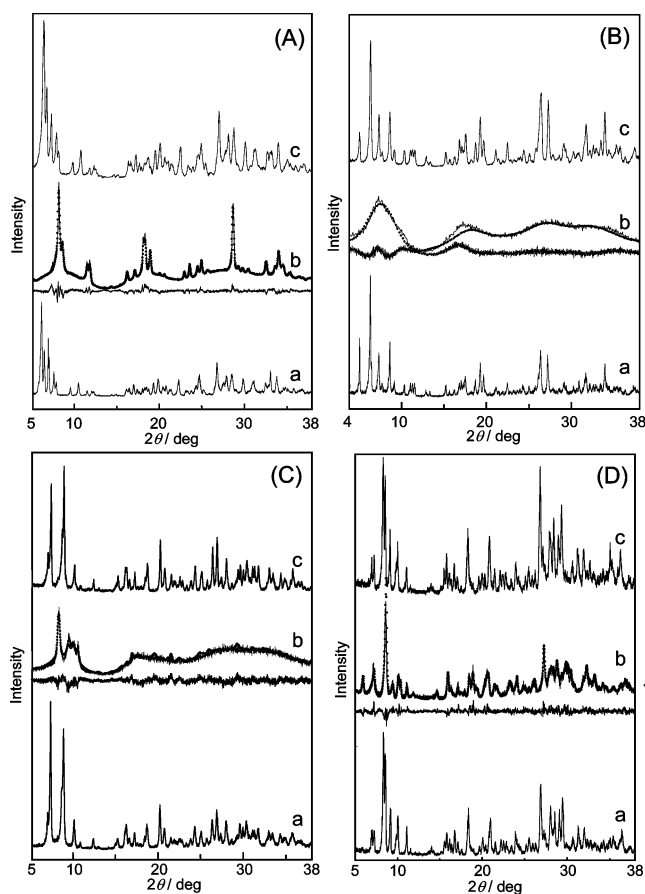 (A)
c
b
a
Intensity
5 10 20 30 38
2θ / deg
(B)
c
b
a
Intensity
4 10 20 30 38
2θ / deg
(C)
c
b
a
Intensity
5 10 20 30 38
2θ / deg
(D)
c
b
a
Intensity
5 10 20 30 38
2θ / deg